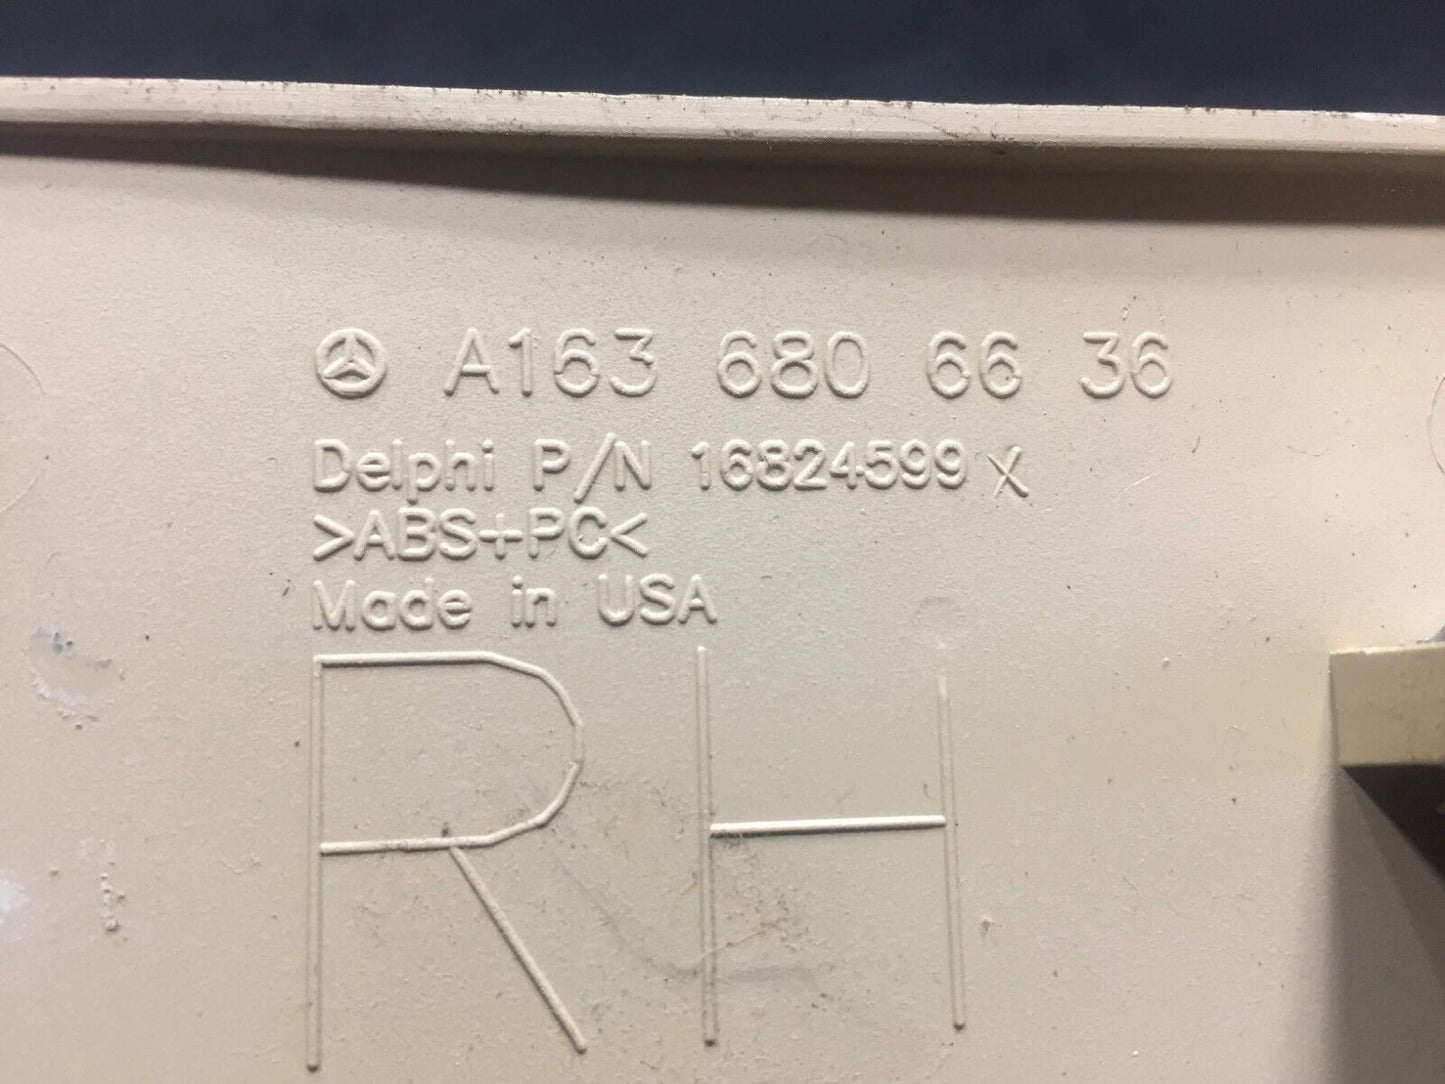 A163 680 66 36
Delphi P/N 16824599 X
>ABS+PC<
Made in USA
RH